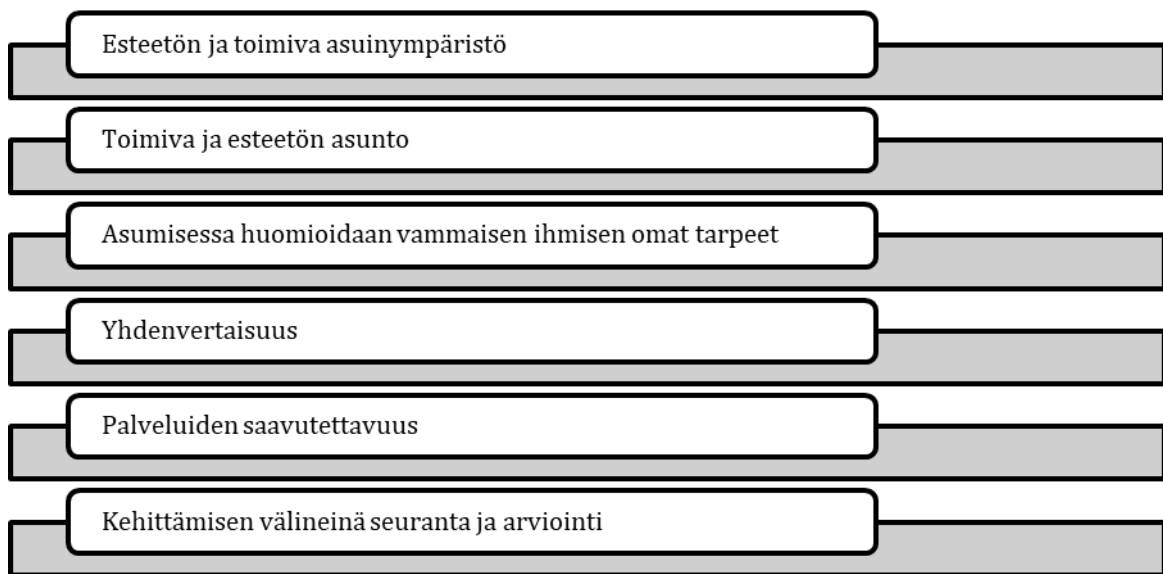 Esteetön ja toimiva asuinympäristö
Toimiva ja esteetön asunto
Asumisessa huomioidaan vammaisen ihmisen omat tarpeet
Yhdenvertaisuus
Palveluiden saavutettavuus
Kehittämisen välineinä seuranta ja arviointi